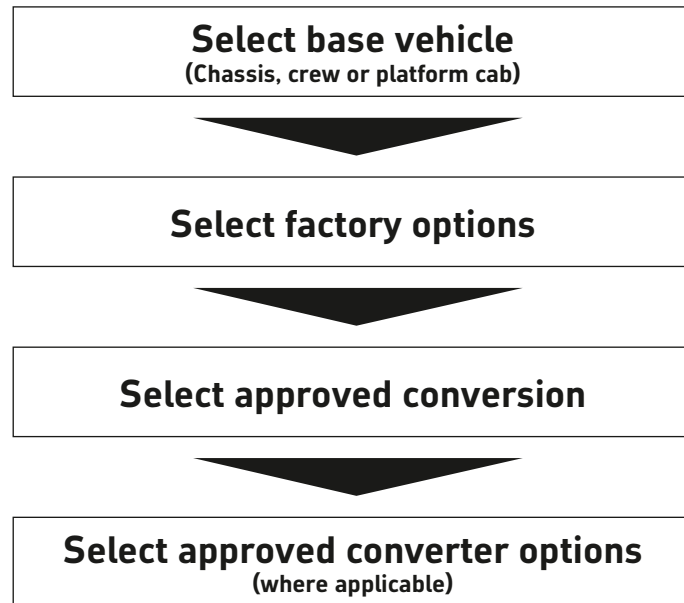 Select base vehicle
(Chassis, crew or platform cab)
Select factory options
Select approved conversion
Select approved converter options
(where applicable)